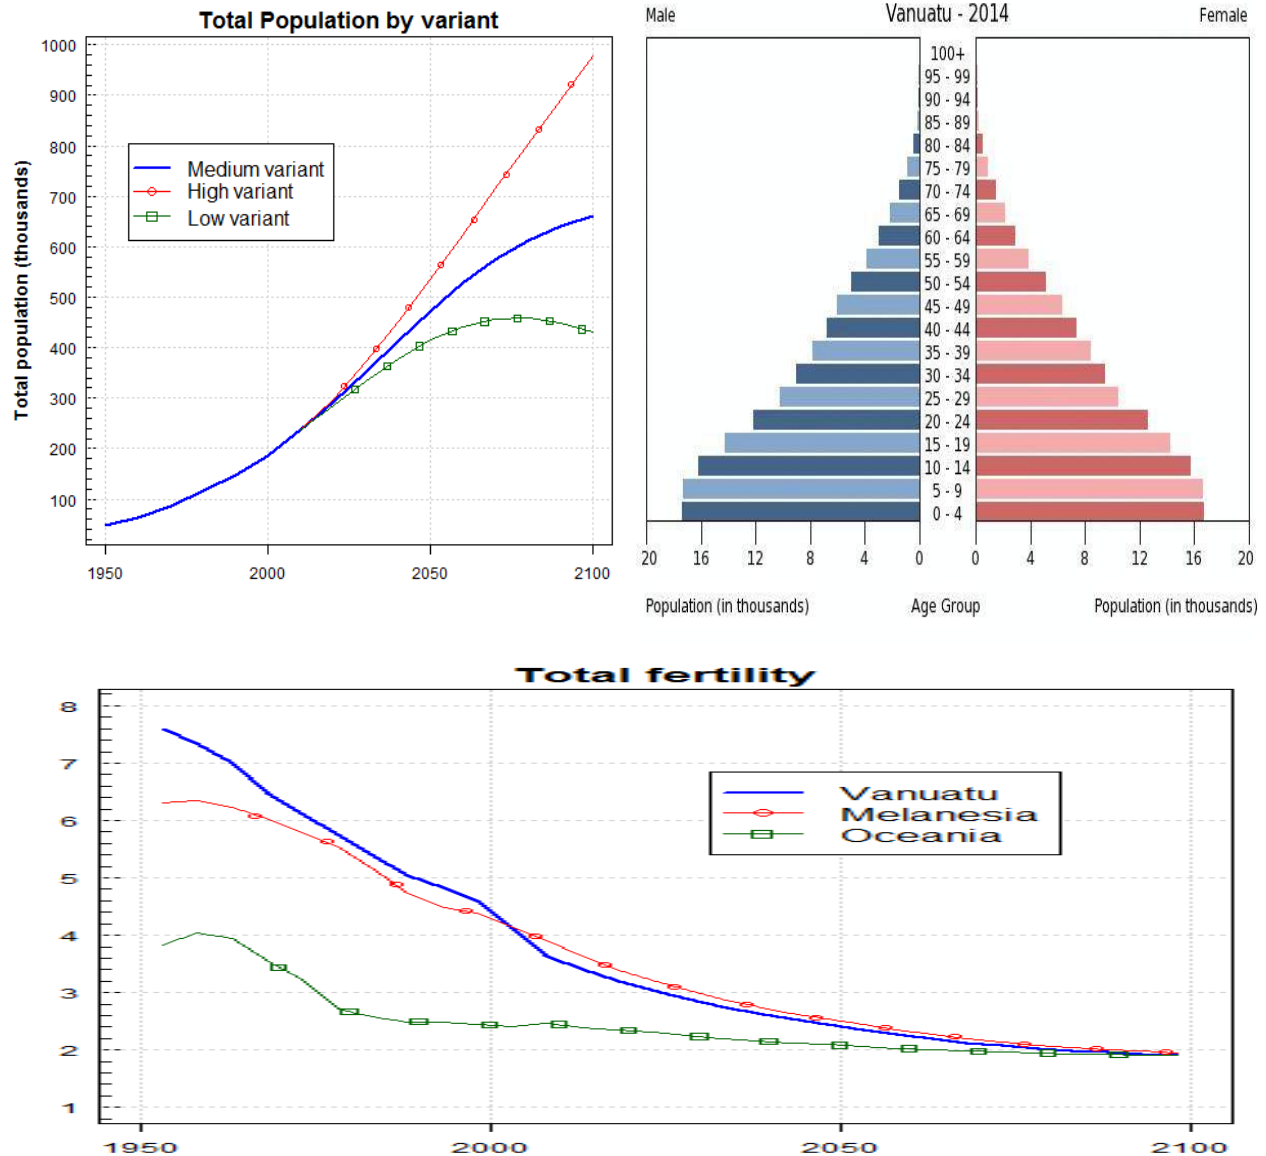 Total Population by variant
Total population (thousands)
1000
900
800
700
600
500
400
300
200
100
Medium variant
High variant
Low variant
1950
2000
2050
2100
Male
Vanuatu - 2014
Female
100+
95 - 99
90 - 94
85 - 89
80 - 84
75 - 79
70 - 74
65 - 69
60 - 64
55 - 59
50 - 54
45 - 49
40 - 44
35 - 39
30 - 34
25 - 29
20 - 24
15 - 19
10 - 14
5 - 9
0 - 4
20 16 12 8 4 0 0 4 8 12 16 20
Population (in thousands) Age Group Population (in thousands)
Total fertility
8
7
6
5
4
3
2
1
Vanuatu
Melanesia
Oceania
1950 2000 2050 2100